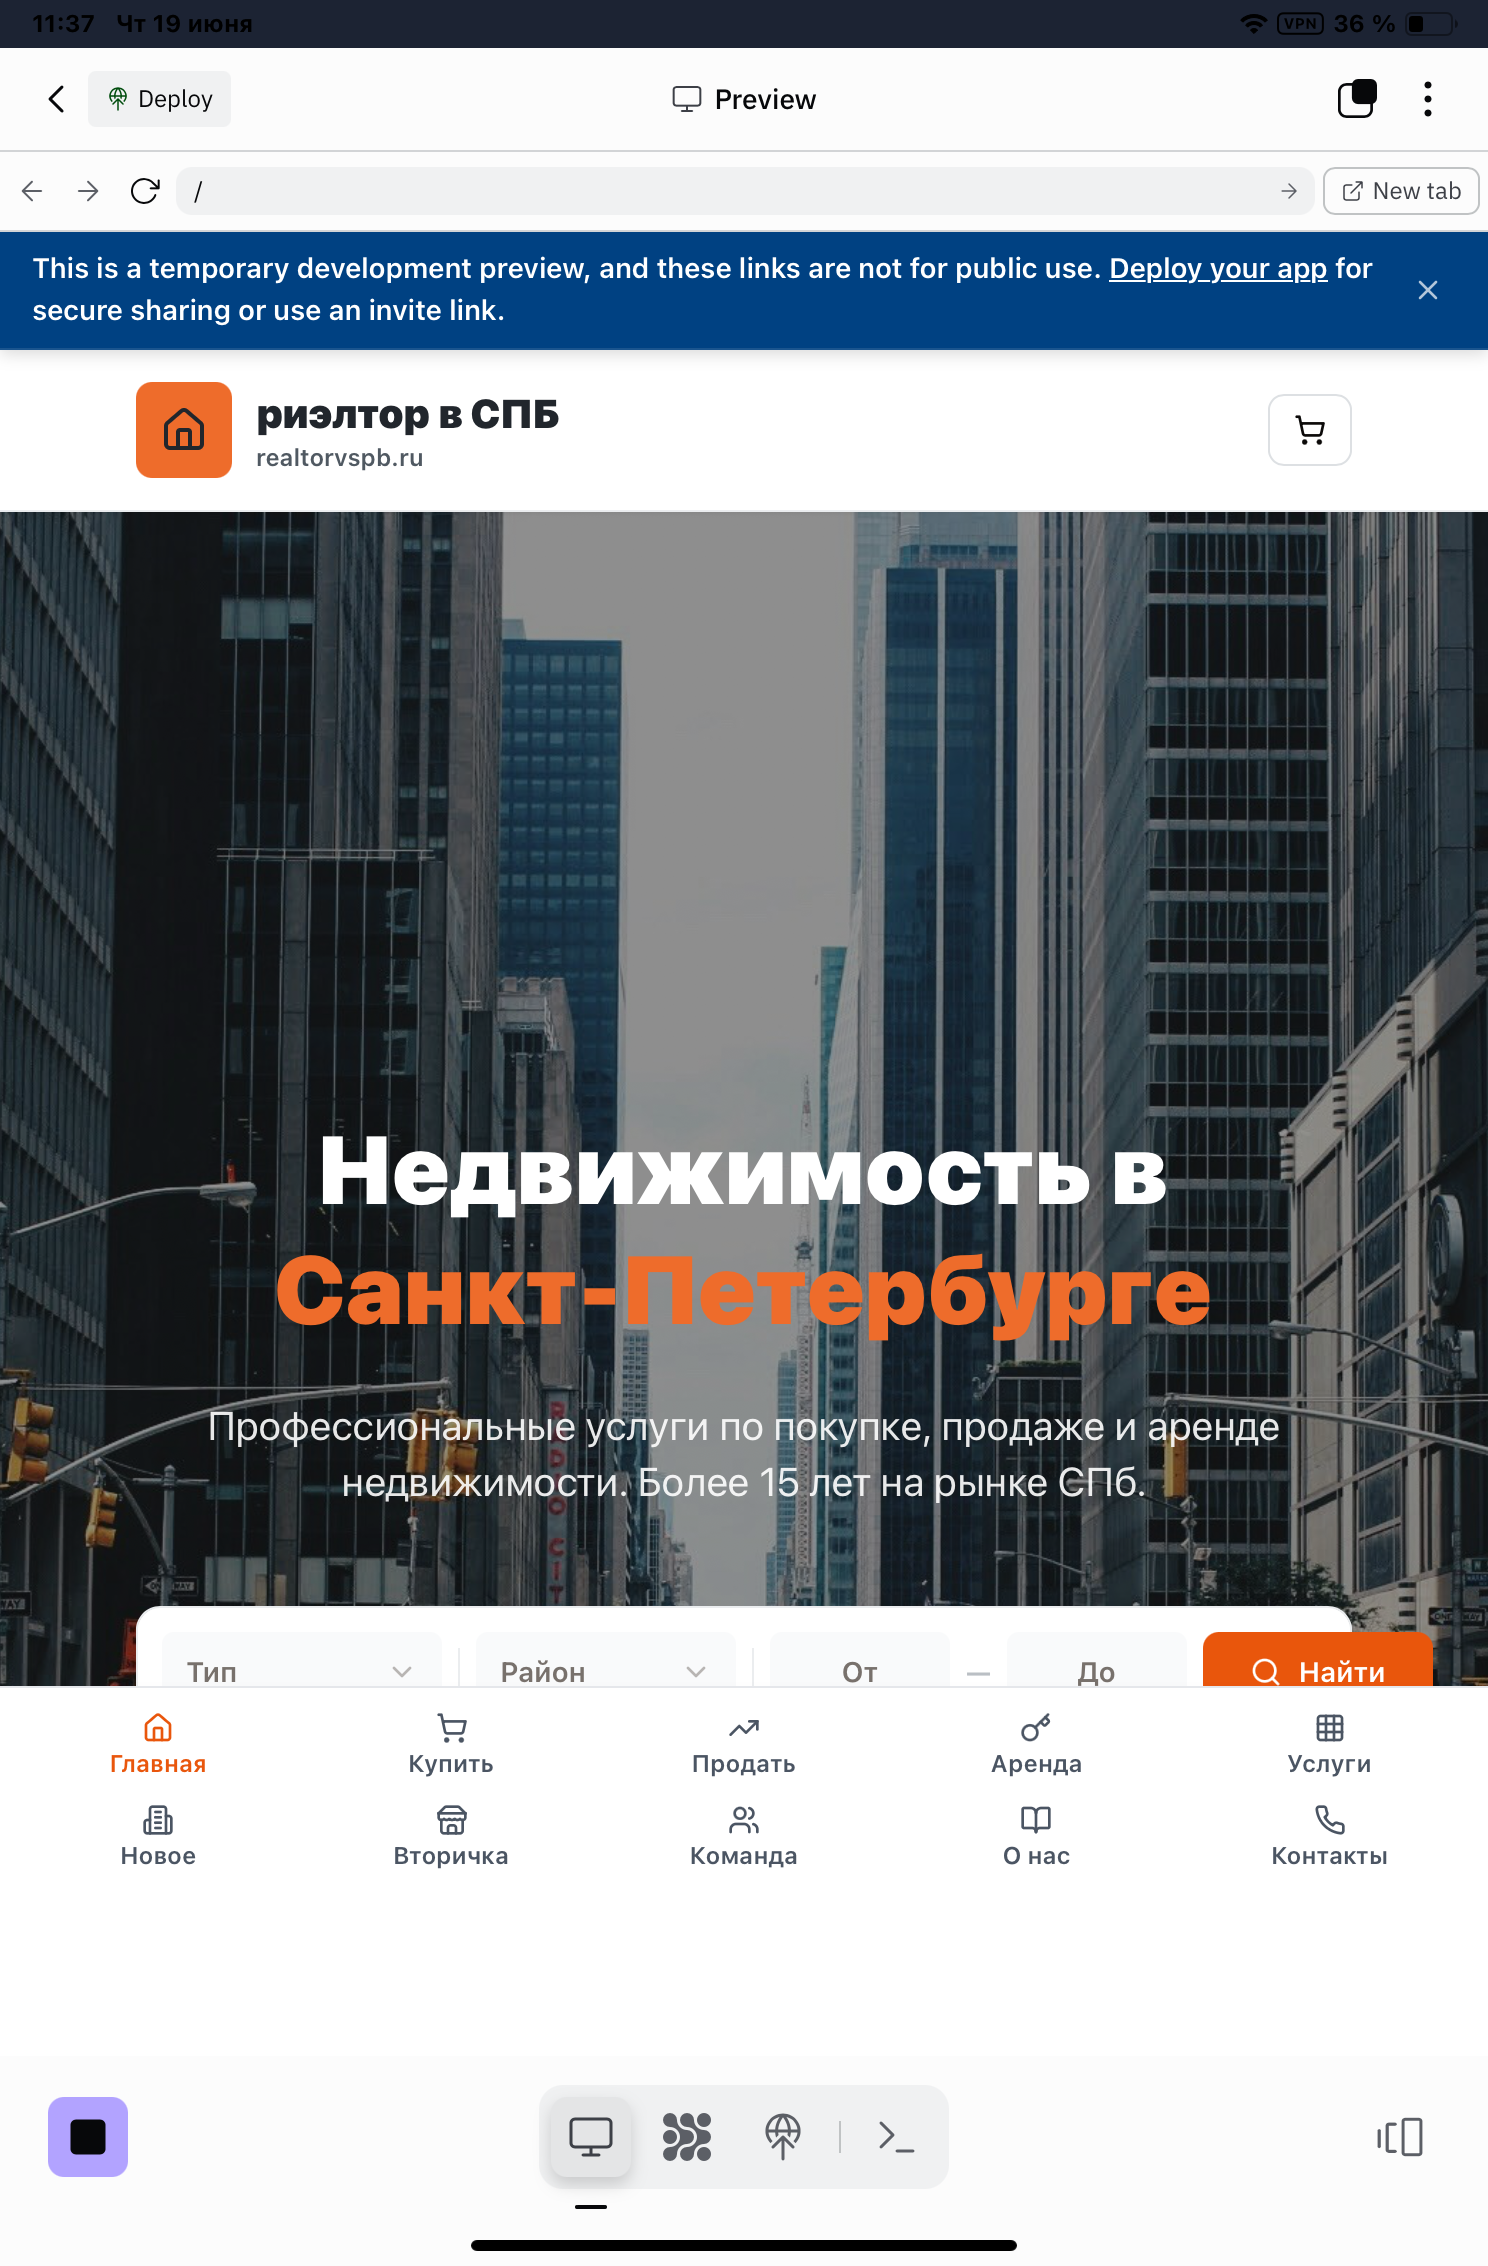 11:37 Чт 19 июня
VPN 36 %
Deploy
Preview
/
New tab
This is a temporary development preview, and these links are not for public use. Deploy your app for
secure sharing or use an invite link.
риэлтор в СПБ
realtorvspb.ru
Недвижимость в
Санкт-Петербурге
Профессиональные услуги по покупке, продаже и аренде
недвижимости. Более 15 лет на рынке СПб.
Тип
Район
От
—
До
Найти
Главная
Купить
Продать
Аренда
Услуги
Новое
Вторичка
Команда
О нас
Контакты